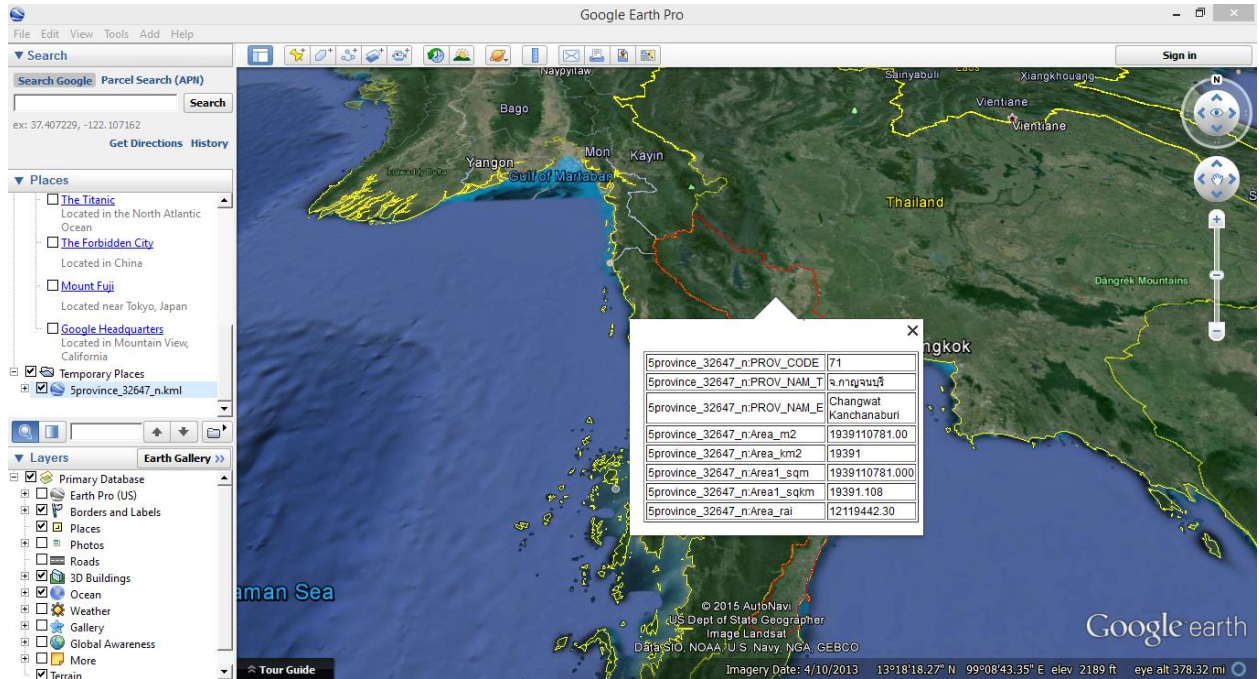 Google Earth Pro
File Edit View Tools Add Help
Search
Sign in
Search Google Parcel Search (APN)
Search
ex: 37.407229, -122.107162
Get Directions History
Places
The Titanic
Located in the North Atlantic
Ocean
The Forbidden City
Located in China
Mount Fuji
Located near Tokyo, Japan
Google Headquarters
Located in Mountain View,
California
Temporary Places
5province_32647_n.kml
Layers
Earth Gallery >>
Primary Database
Earth Pro (US)
Borders and Labels
Places
Photos
Roads
3D Buildings
Ocean
Weather
Gallery
Global Awareness
More
Terrain
Naypyitaw
Bago
Yangon
Mon
Kayin
Irrawaddy Delta
Gulf of Martaban
Sainyabuli
Laos
Xiangkhouang
Vientiane
Vientiane
N
Thailand
Dângrêk Mountains
ngkok
5province_32647_n:PROV_CODE 71
5province_32647_n:PROV_NAM_T จ.กาญจนบุรี
5province_32647_n:PROV_NAM_E Changwat
Kanchanaburi
5province_32647_n:Area_m2 1939110781.00
5province_32647_n:Area_km2 19391
5province_32647_n:Area1_sqm 1939110781.000
5province_32647_n:Area1_sqkm 19391.108
5province_32647_n:Area_rai 12119442.30
aman Sea
© 2015 AutoNavi
US Dept of State Geographer
Image Landsat
Data SIO, NOAA, U.S. Navy, NGA, GEBCO
Google earth
Tour Guide
Imagery Date: 4/10/2013 13°18'18.27" N 99°08'43.35" E elev 2189 ft eye alt 378.32 mi